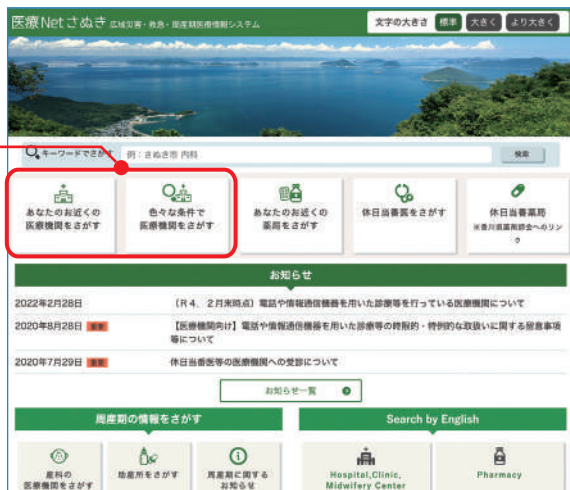 医療Netさぬき 広域災害・救急・周産期医療情報システム
文字の大きさ 標準 大きく より大きく
キーワードでさがす 例：さぬき市 内科 検索
あなたのお近くの
医療機関をさがす
色々な条件で
医療機関をさがす
あなたのお近くの
薬局をさがす
休日当番医をさがす
休日当番薬局
※香川県薬剤師会へのリン
ク
お知らせ
2022年2月28日 （R4．2月末時点）電話や情報通信機器を用いた診療等を行っている医療機関について
2020年8月28日 重要 【医療機関向け】電話や情報通信機器を用いた診療等の時限的・特例的な取扱いに関する留意事項
等について
2020年7月29日 重要 休日当番医等の医療機関への受診について
お知らせ一覧
周産期の情報をさがす
産科の
医療機関をさがす
助産所をさがす
周産期に関する
お知らせ
Search by English
Hospital,Clinic,
Midwifery Center
Pharmacy